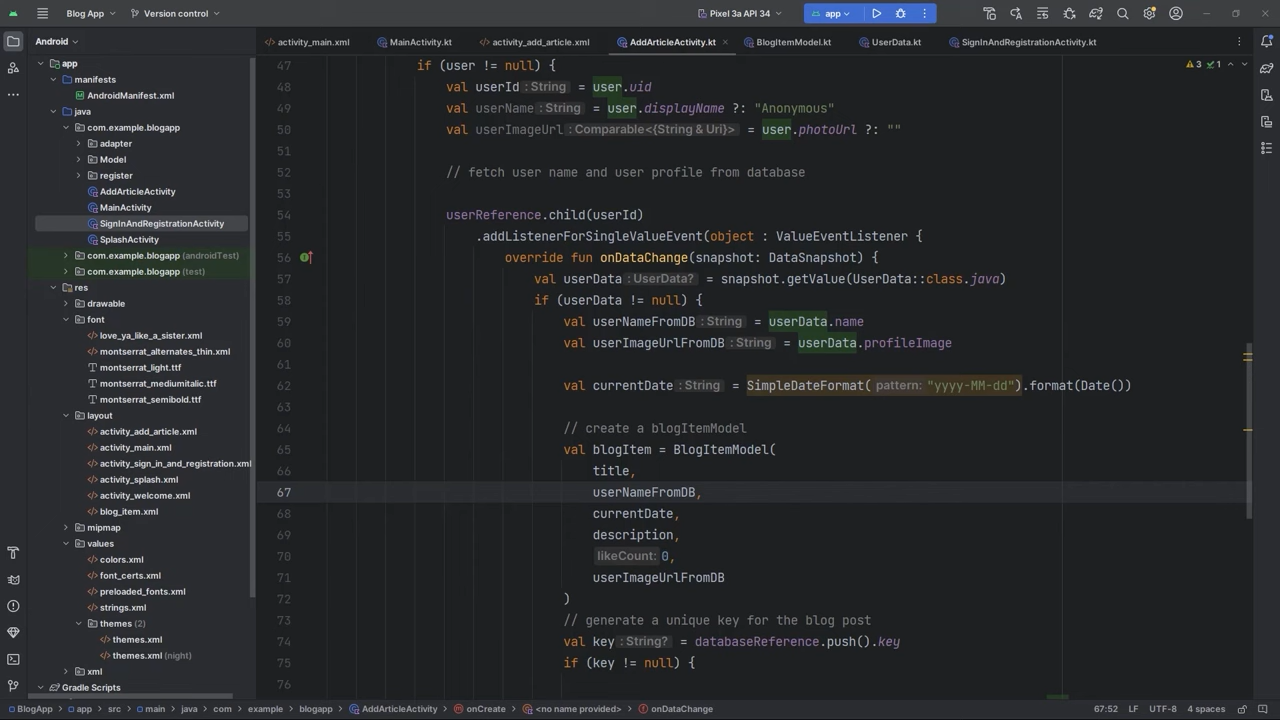 Blog App
Version control
Pixel 3a API 34
app
Android
activity_main.xml
MainActivity.kt
activity_add_article.xml
AddArticleActivity.kt
BlogItemModel.kt
UserData.kt
SignInAndRegistrationActivity.kt
app
manifests
AndroidManifest.xml
java
com.example.blogapp
adapter
Model
register
AddArticleActivity
MainActivity
SignInAndRegistrationActivity
SplashActivity
com.example.blogapp (androidTest)
com.example.blogapp (test)
res
drawable
font
love_ya_like_a_sister.xml
montserrat_alternates_thin.xml
montserrat_light.ttf
montserrat_mediumitalic.ttf
montserrat_semibold.ttf
layout
activity_add_article.xml
activity_main.xml
activity_sign_in_and_registration.xml
activity_splash.xml
activity_welcome.xml
blog_item.xml
mipmap
values
colors.xml
font_certs.xml
preloaded_fonts.xml
strings.xml
themes (2)
themes.xml
themes.xml (night)
xml
Gradle Scripts
3 1
47 if (user != null) {
48 val userId : String = user.uid
49 val userName : String = user.displayName ?: "Anonymous"
50 val userImageUrl : Comparable<{String & Uri}> = user.photoUrl ?: ""
51
52 // fetch user name and user profile from database
53
54 userReference.child(userId)
55 .addListenerForSingleValueEvent(object : ValueEventListener {
56 override fun onDataChange(snapshot: DataSnapshot) {
57 val userData : UserData? = snapshot.getValue(UserData::class.java)
58 if (userData != null) {
59 val userNameFromDB : String = userData.name
60 val userImageUrlFromDB : String = userData.profileImage
61
62 val currentDate : String = SimpleDateFormat( pattern: "yyyy-MM-dd").format(Date())
63
64 // create a blogItemModel
65 val blogItem = BlogItemModel(
66 title,
67 userNameFromDB,
68 currentDate,
69 description,
70 likeCount: 0,
71 userImageUrlFromDB
72 )
73 // generate a unique key for the blog post
74 val key : String? = databaseReference.push().key
75 if (key != null) {
76
BlogApp > app > src > main > java > com > example > blogapp > AddArticleActivity > onCreate > <no name provided> > onDataChange
67:52 LF UTF-8 4 spaces